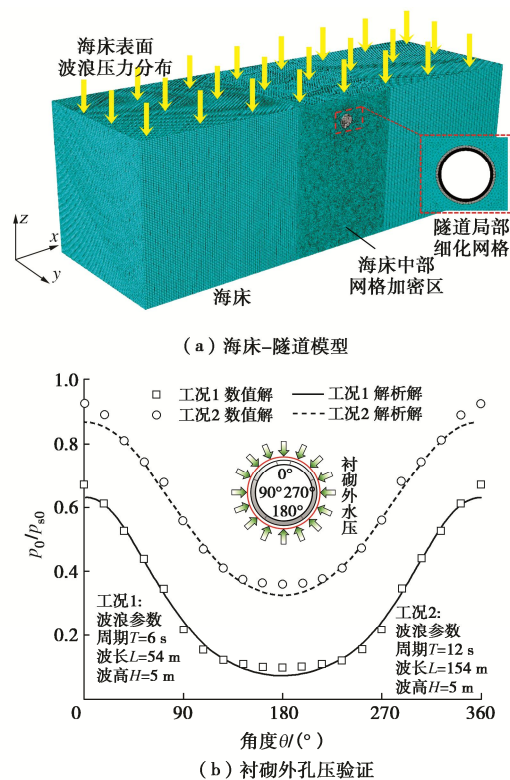 海床表面
波浪压力分布
z
x
y
海床
海床中部
网格加密区
隧道局部
细化网格
(a) 海床-隧道模型
1.0
0.8
0.6
0.4
0.2
p0/ps0
工况1 数值解
工况2 数值解
工况1 解析解
工况2 解析解
0°
90° 270°
180°
衬砌外水压
工况1:
波浪参数
周期T=6 s
波长L=54 m
波高H=5 m
工况2:
波浪参数
周期T=12 s
波长L=154 m
波高H=5 m
0 90 180 270 360
角度θ/(°)
(b) 衬砌外孔压验证